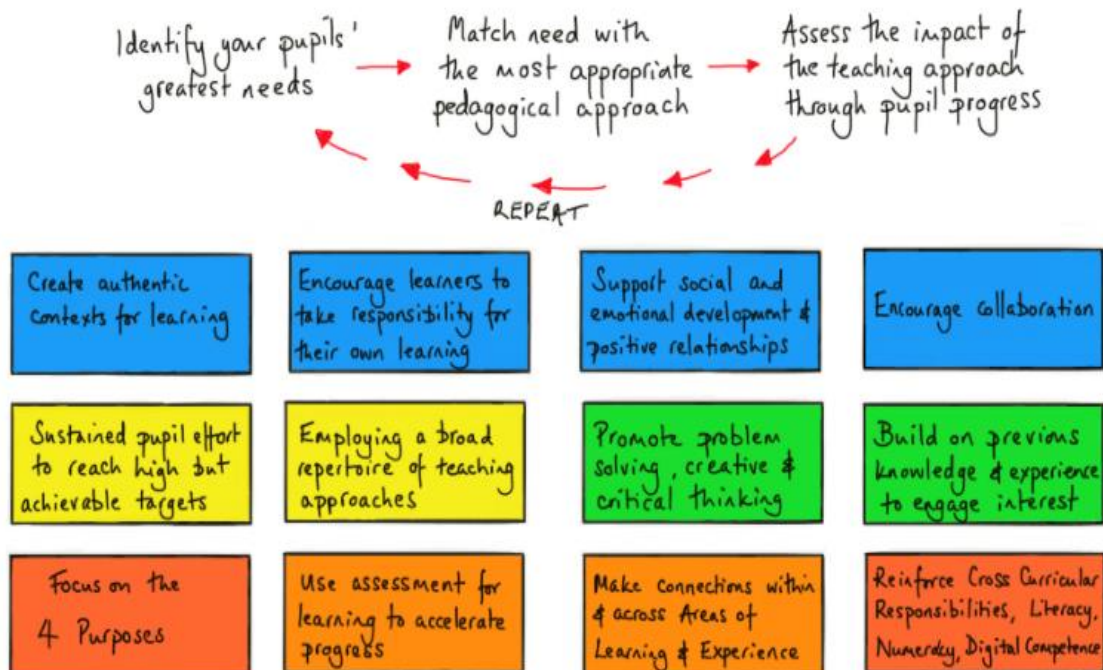 Identify your pupils'
greatest needs
Match need with
the most appropriate
pedagogical approach
Assess the impact of
the teaching approach
through pupil progress
REPEAT
Create authentic
contexts for learning
Encourage learners to
take responsibility for
their own learning
Support social and
emotional development &
positive relationships
Encourage collaboration
Sustained pupil effort
to reach high but
achievable targets
Employing a broad
repertoire of teaching
approaches
Promote problem
solving, creative &
critical thinking
Build on previous
knowledge & experience
to engage interest
Focus on the
4 Purposes
Use assessment for
learning to accelerate
progress
Make connections within
& across Areas of
Learning & Experience
Reinforce Cross Curricular
Responsibilities, Literacy,
Numeracy, Digital Competence